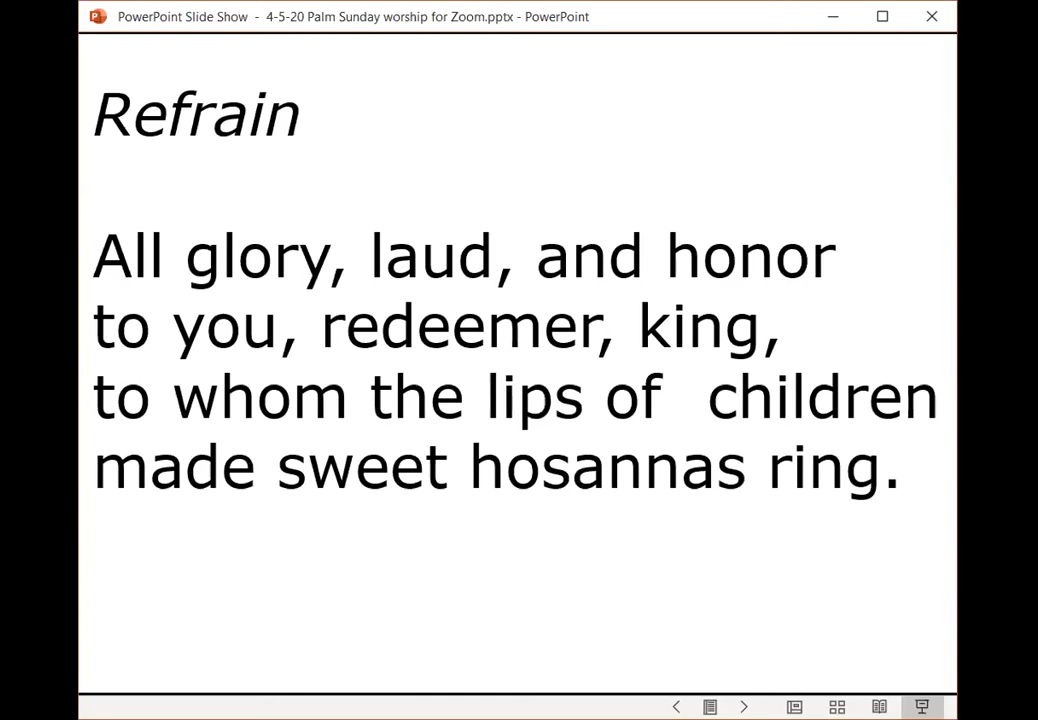 PowerPoint Slide Show - 4-5-20 Palm Sunday worship for Zoom.pptx - PowerPoint
Refrain
All glory, laud, and honor
to you, redeemer, king,
to whom the lips of  children
made sweet hosannas ring.